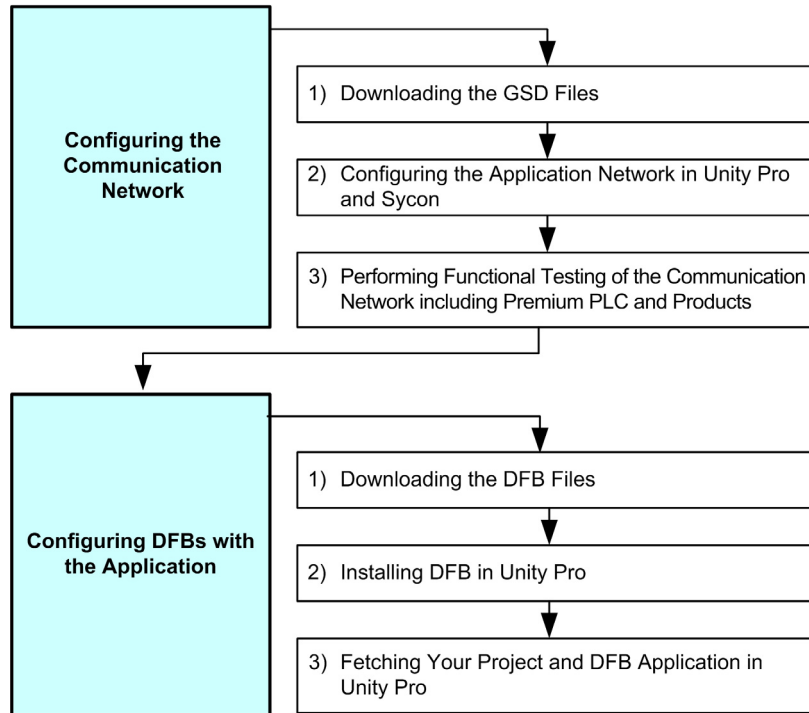 Configuring the
Communication
Network
1) Downloading the GSD Files
2) Configuring the Application Network in Unity Pro
and Sycon
3) Performing Functional Testing of the Communication
Network including Premium PLC and Products
Configuring DFBs with
the Application
1) Downloading the DFB Files
2) Installing DFB in Unity Pro
3) Fetching Your Project and DFB Application in
Unity Pro